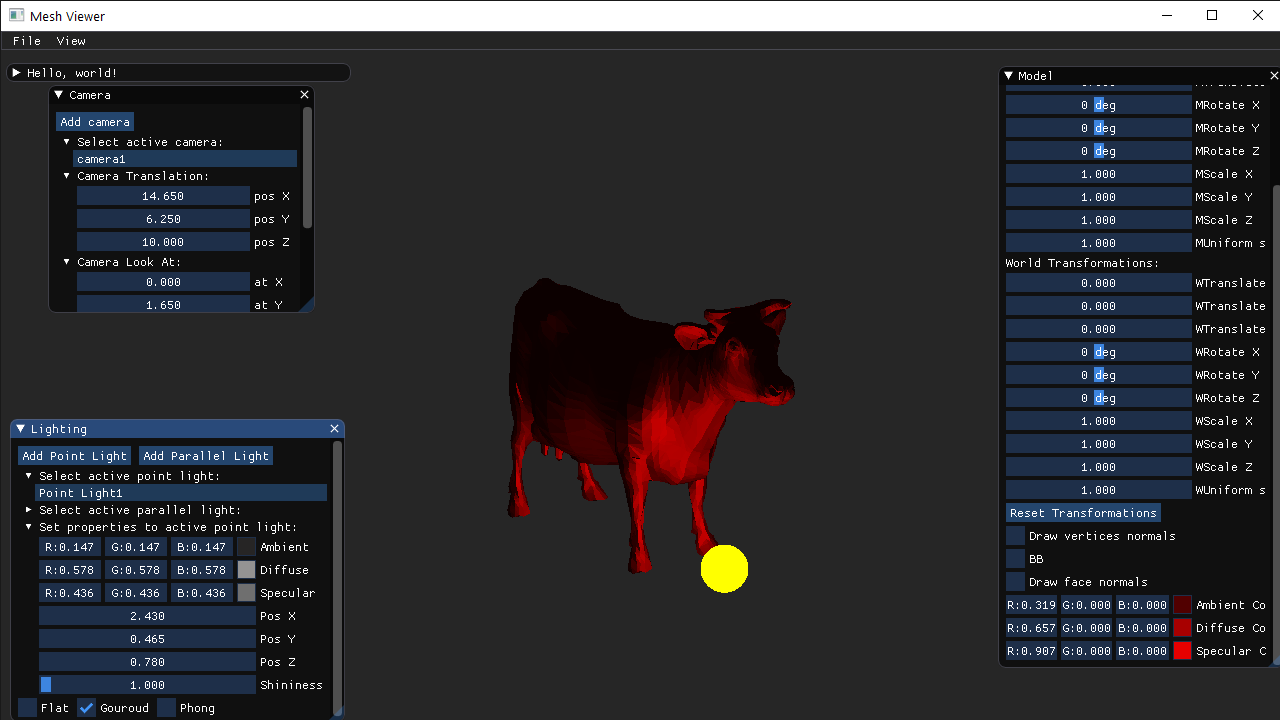 Mesh Viewer
File View
Hello, world!
Camera
Add camera
Select active camera:
camera1
Camera Translation:
14.650 pos X
6.250 pos Y
10.000 pos Z
Camera Look At:
0.000 at X
1.650 at Y
Lighting
Add Point Light Add Parallel Light
Select active point light:
Point Light1
Select active parallel light:
Set properties to active point light:
R:0.147 G:0.147 B:0.147 Ambient
R:0.578 G:0.578 B:0.578 Diffuse
R:0.436 G:0.436 B:0.436 Specular
2.430 Pos X
0.465 Pos Y
0.780 Pos Z
1.000 Shininess
Flat Gouroud Phong
Model
0 deg MRotate X
0 deg MRotate Y
0 deg MRotate Z
1.000 MScale X
1.000 MScale Y
1.000 MScale Z
1.000 MUniform s
World Transformations:
0.000 WTranslate
0.000 WTranslate
0.000 WTranslate
0 deg WRotate X
0 deg WRotate Y
0 deg WRotate Z
1.000 WScale X
1.000 WScale Y
1.000 WScale Z
1.000 WUniform s
Reset Transformations
Draw vertices normals
BB
Draw face normals
R:0.319 G:0.000 B:0.000 Ambient Co
R:0.657 G:0.000 B:0.000 Diffuse Co
R:0.907 G:0.000 B:0.000 Specular C